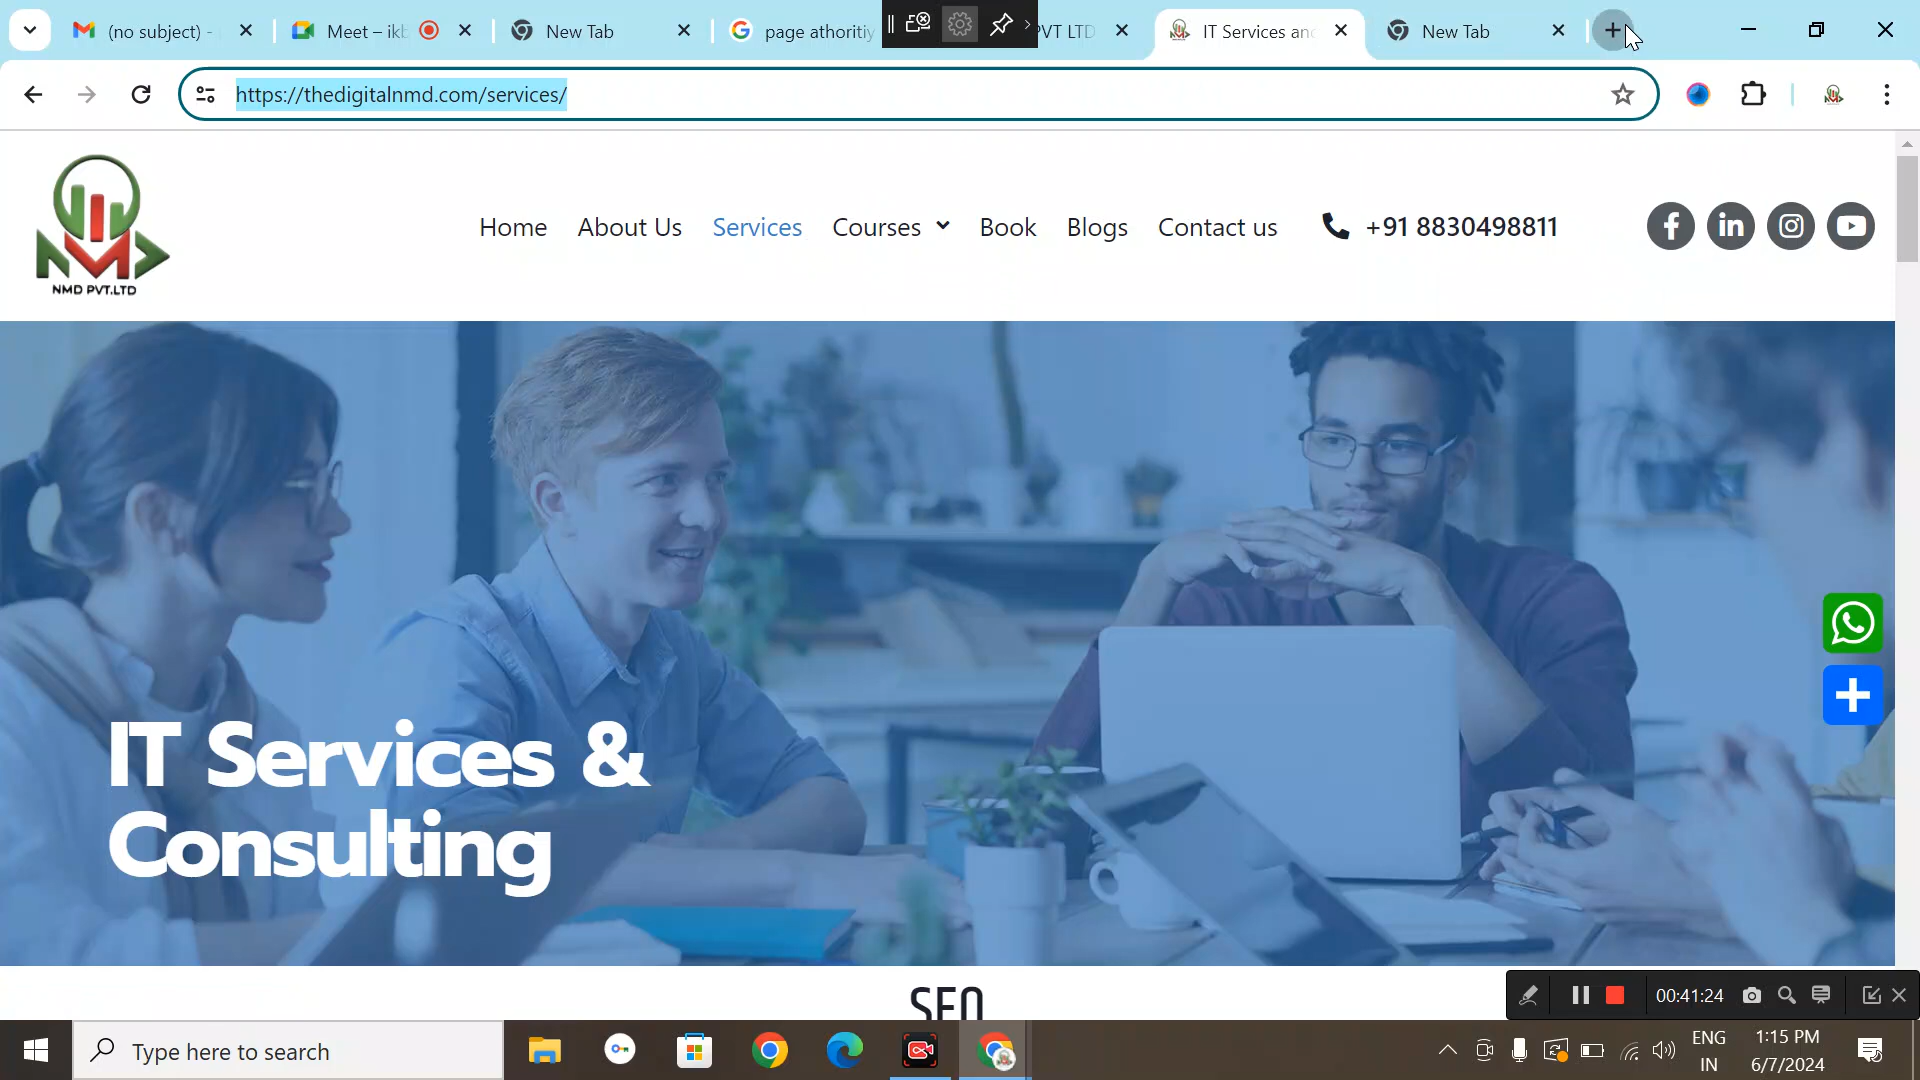 (no subject) -
Meet – ikb
New Tab
page athoritiy
PVT LTD
IT Services and
New Tab
https://thedigitalnmd.com/services/
NMD PVT.LTD
Home
About Us
Services
Courses
Book
Blogs
Contact us
+91 8830498811
IT Services &
Consulting
SEO
00:41:24
Type here to search
ENG
IN
1:15 PM
6/7/2024